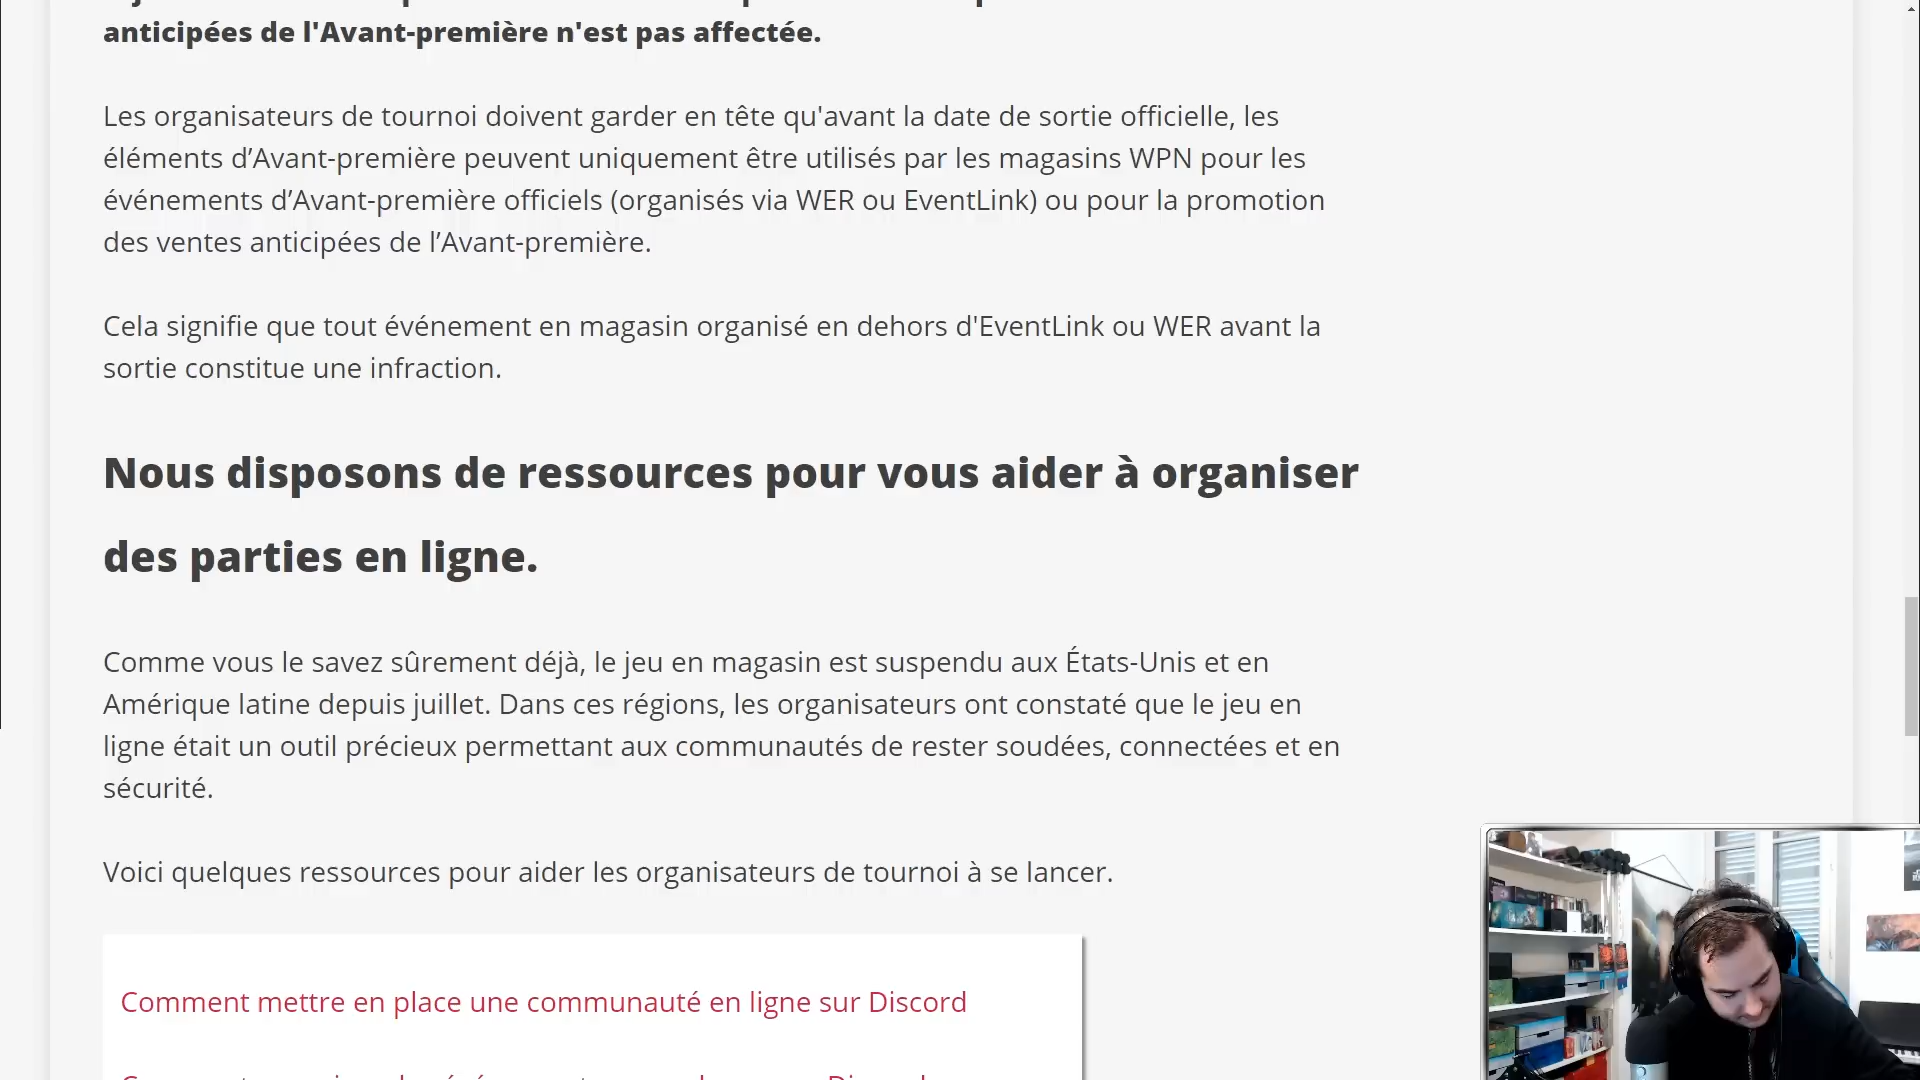 anticipées de l'Avant-première n'est pas affectée.
Les organisateurs de tournoi doivent garder en tête qu'avant la date de sortie officielle, les
éléments d’Avant-première peuvent uniquement être utilisés par les magasins WPN pour les
événements d’Avant-première officiels (organisés via WER ou EventLink) ou pour la promotion
des ventes anticipées de l’Avant-première.
Cela signifie que tout événement en magasin organisé en dehors d'EventLink ou WER avant la
sortie constitue une infraction.
Nous disposons de ressources pour vous aider à organiser
des parties en ligne.
Comme vous le savez sûrement déjà, le jeu en magasin est suspendu aux États-Unis et en
Amérique latine depuis juillet. Dans ces régions, les organisateurs ont constaté que le jeu en
ligne était un outil précieux permettant aux communautés de rester soudées, connectées et en
sécurité.
Voici quelques ressources pour aider les organisateurs de tournoi à se lancer.
Comment mettre en place une communauté en ligne sur Discord